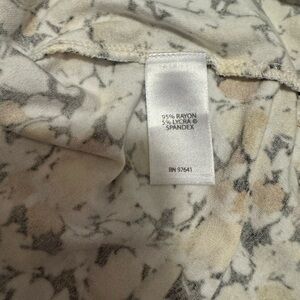 95% RAYON
5% LYCRA ®
SPANDEX
RN 97641